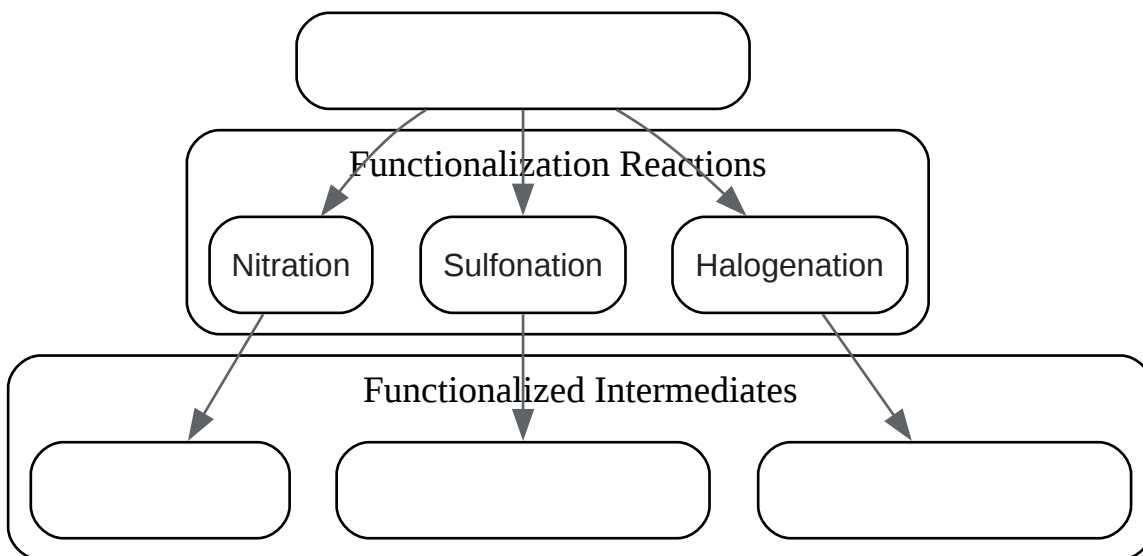 Functionalization Reactions
Nitration
Sulfonation
Halogenation
Functionalized Intermediates